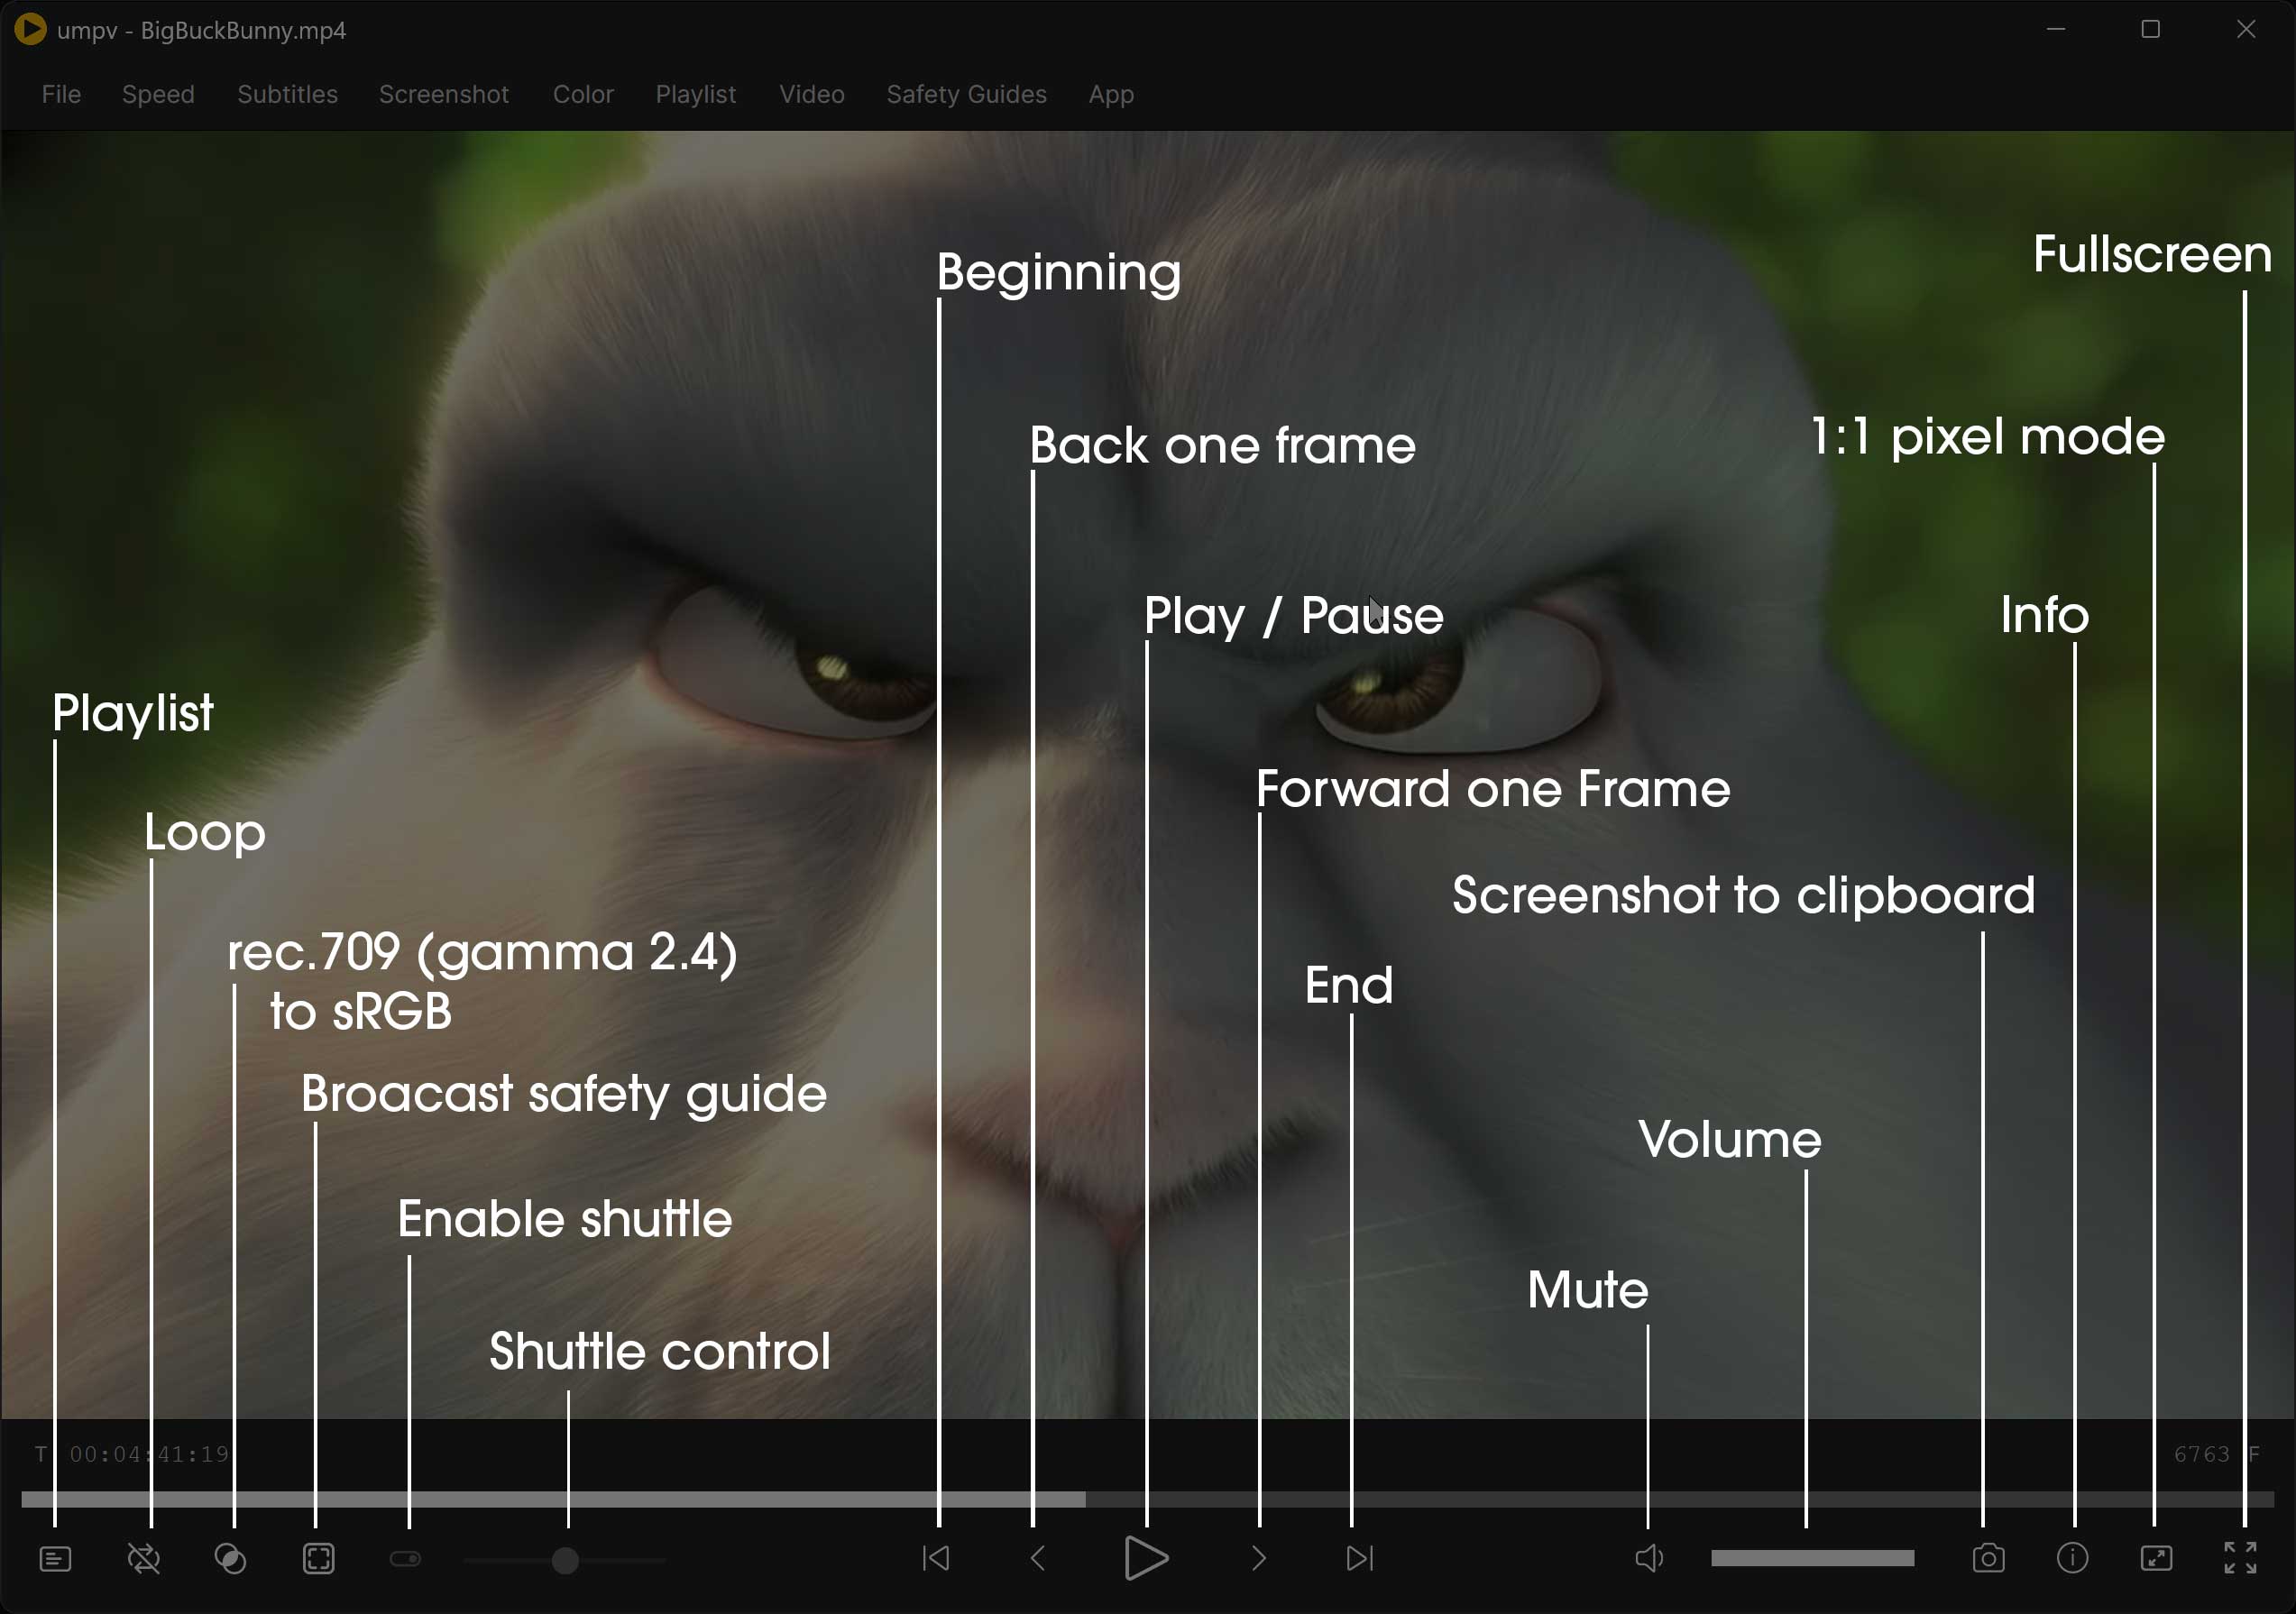 umpv - BigBuckBunny.mp4
File Speed Subtitles Screenshot Color Playlist Video Safety Guides App
Fullscreen
Beginning
1:1 pixel mode
Back one frame
Info
Play / Pause
Playlist
Forward one Frame
Loop
Screenshot to clipboard
rec.709 (gamma 2.4)
to sRGB
End
Broacast safety guide
Volume
Enable shuttle
Mute
Shuttle control
T 00:04:41:19
6763 F